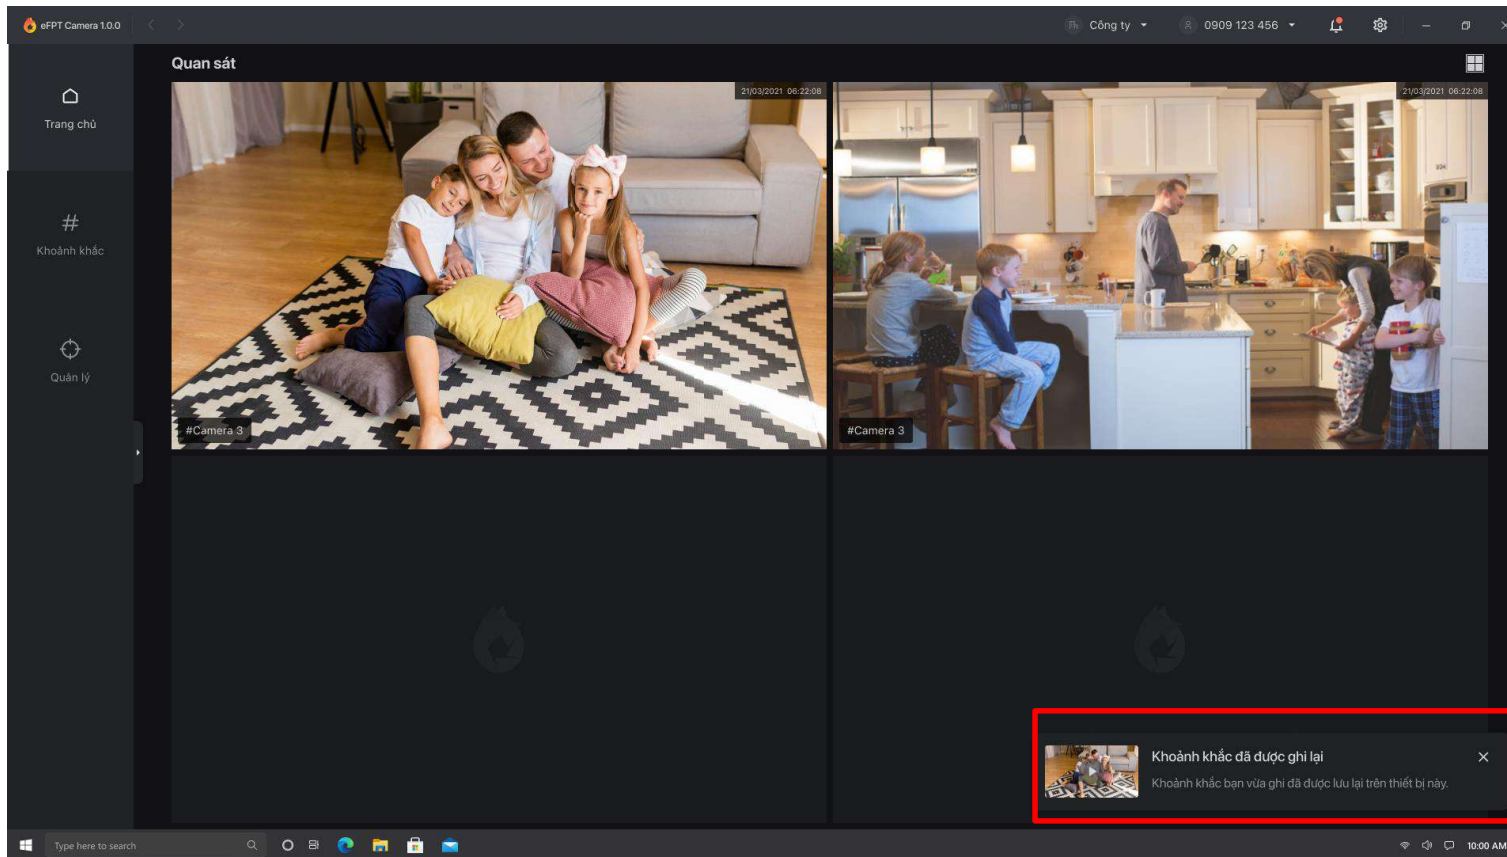 eFPT Camera 1.0.0
Công ty
0909 123 456
Quan sát
Trang chủ
Khoảnh khắc
Quản lý
21/03/2021 06:22:08
21/03/2021 06:22:08
#Camera 3
#Camera 3
Khoảnh khắc đã được ghi lại
Khoảnh khắc bạn vừa ghi đã được lưu lại trên thiết bị này.
Type here to search
10:00 AM